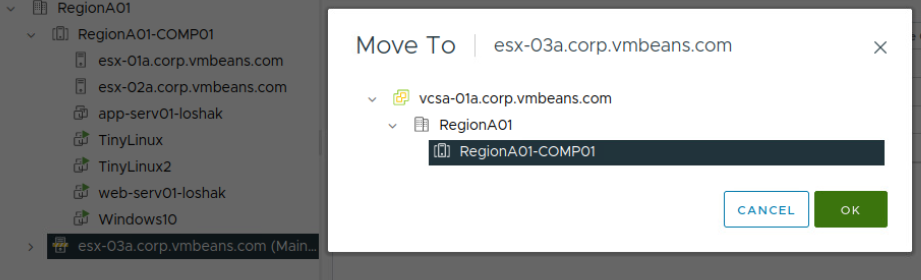 RegionA01
RegionA01-COMP01
esx-01a.corp.vmbeans.com
esx-02a.corp.vmbeans.com
app-serv01-loshak
TinyLinux
TinyLinux2
web-serv01-loshak
Windows10
esx-03a.corp.vmbeans.com (Main...
Move To | esx-03a.corp.vmbeans.com
vcsa-01a.corp.vmbeans.com
RegionA01
RegionA01-COMP01
CANCEL OK